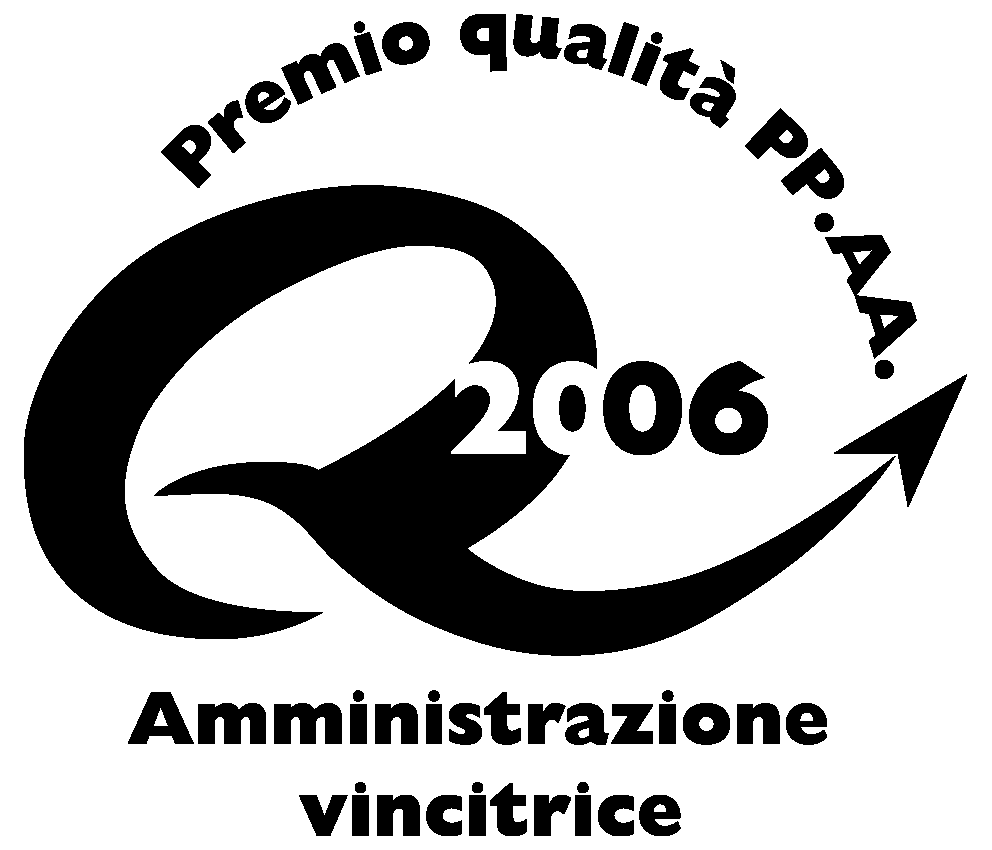 Premio qualità PP.AA.
2006
Amministrazione
vincitrice